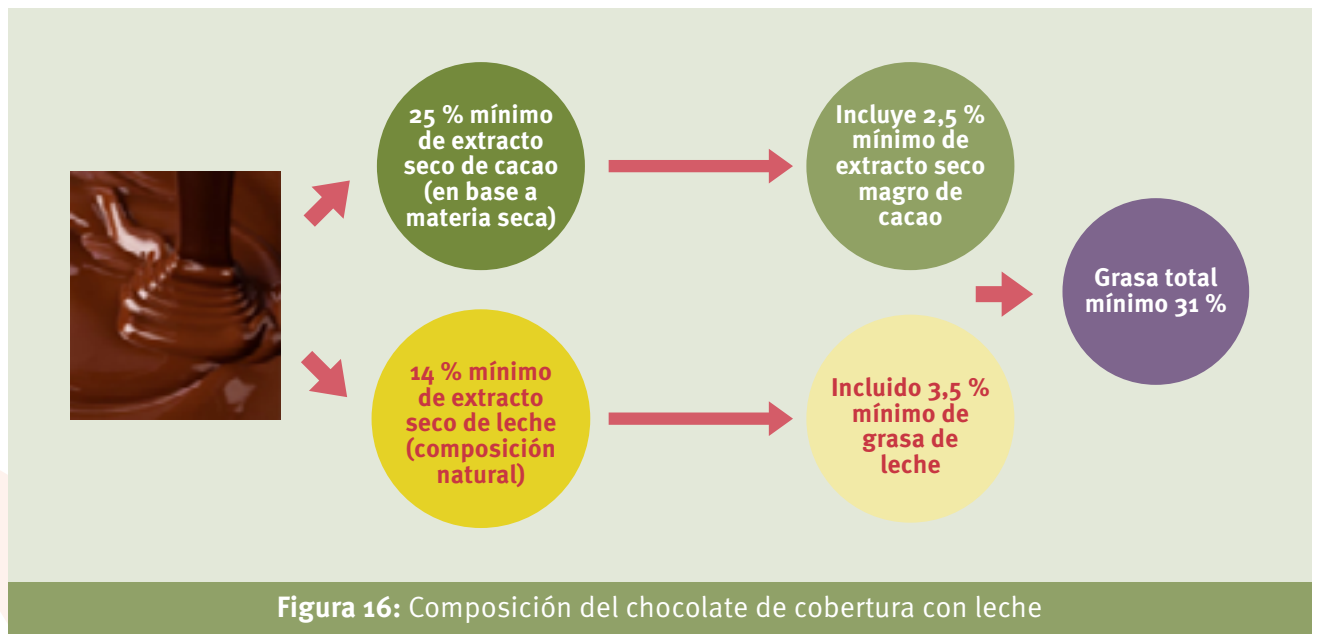 25 % mínimo
de extracto
seco de cacao
(en base a
materia seca)
Incluye 2,5 %
mínimo de
extracto seco
magro de
cacao
Grasa total
mínimo 31 %
14 % mínimo
de extracto
seco de leche
(composición
natural)
Incluido 3,5 %
mínimo de
grasa de
leche
Figura 16: Composición del chocolate de cobertura con leche